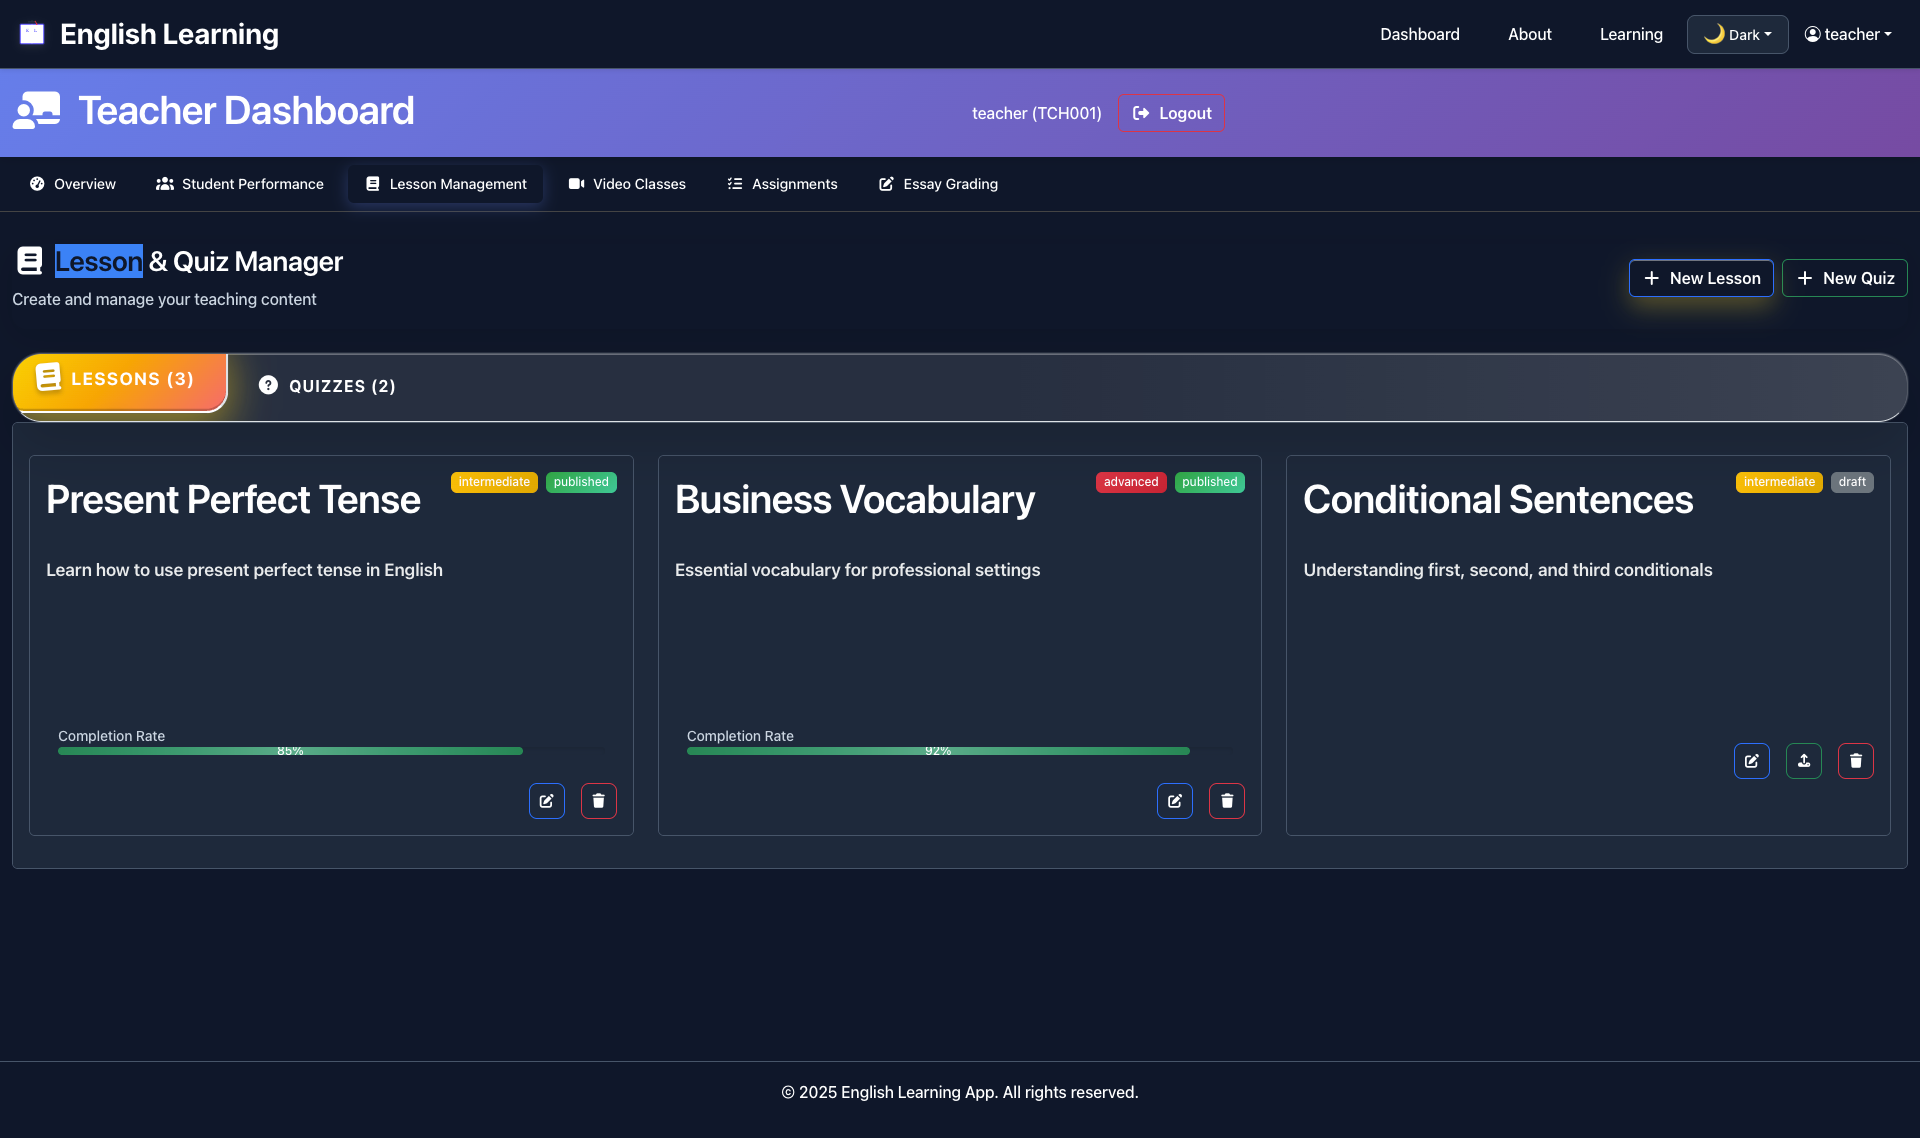 English Learning
Dashboard
About
Learning
🌙 Dark
teacher
Teacher Dashboard
teacher (TCH001)
Logout
Overview
Student Performance
Lesson Management
Video Classes
Assignments
Essay Grading
Lesson & Quiz Manager
Create and manage your teaching content
New Lesson
New Quiz
LESSONS (3)
QUIZZES (2)
Present Perfect Tense
intermediate
published
Learn how to use present perfect tense in English
Completion Rate
85%
Business Vocabulary
advanced
published
Essential vocabulary for professional settings
Completion Rate
92%
Conditional Sentences
intermediate
draft
Understanding first, second, and third conditionals
© 2025 English Learning App. All rights reserved.